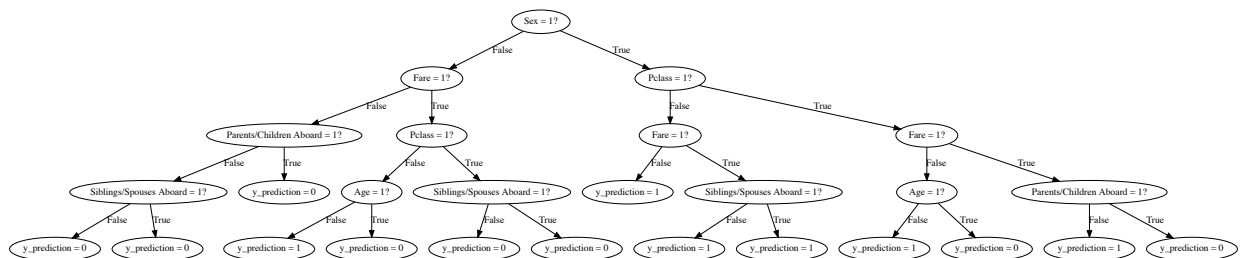 Sex = 1?
False
True
Fare = 1?
Pclass = 1?
False
True
False
True
Parents/Children Aboard = 1?
Pclass = 1?
Fare = 1?
Fare = 1?
False
True
False
True
False
True
False
True
Siblings/Spouses Aboard = 1?
y_prediction = 0
Age = 1?
Siblings/Spouses Aboard = 1?
y_prediction = 1
Siblings/Spouses Aboard = 1?
Age = 1?
Parents/Children Aboard = 1?
False
True
False
True
False
True
False
True
False
True
False
True
y_prediction = 0
y_prediction = 0
y_prediction = 1
y_prediction = 0
y_prediction = 0
y_prediction = 0
y_prediction = 1
y_prediction = 1
y_prediction = 1
y_prediction = 0
y_prediction = 1
y_prediction = 0